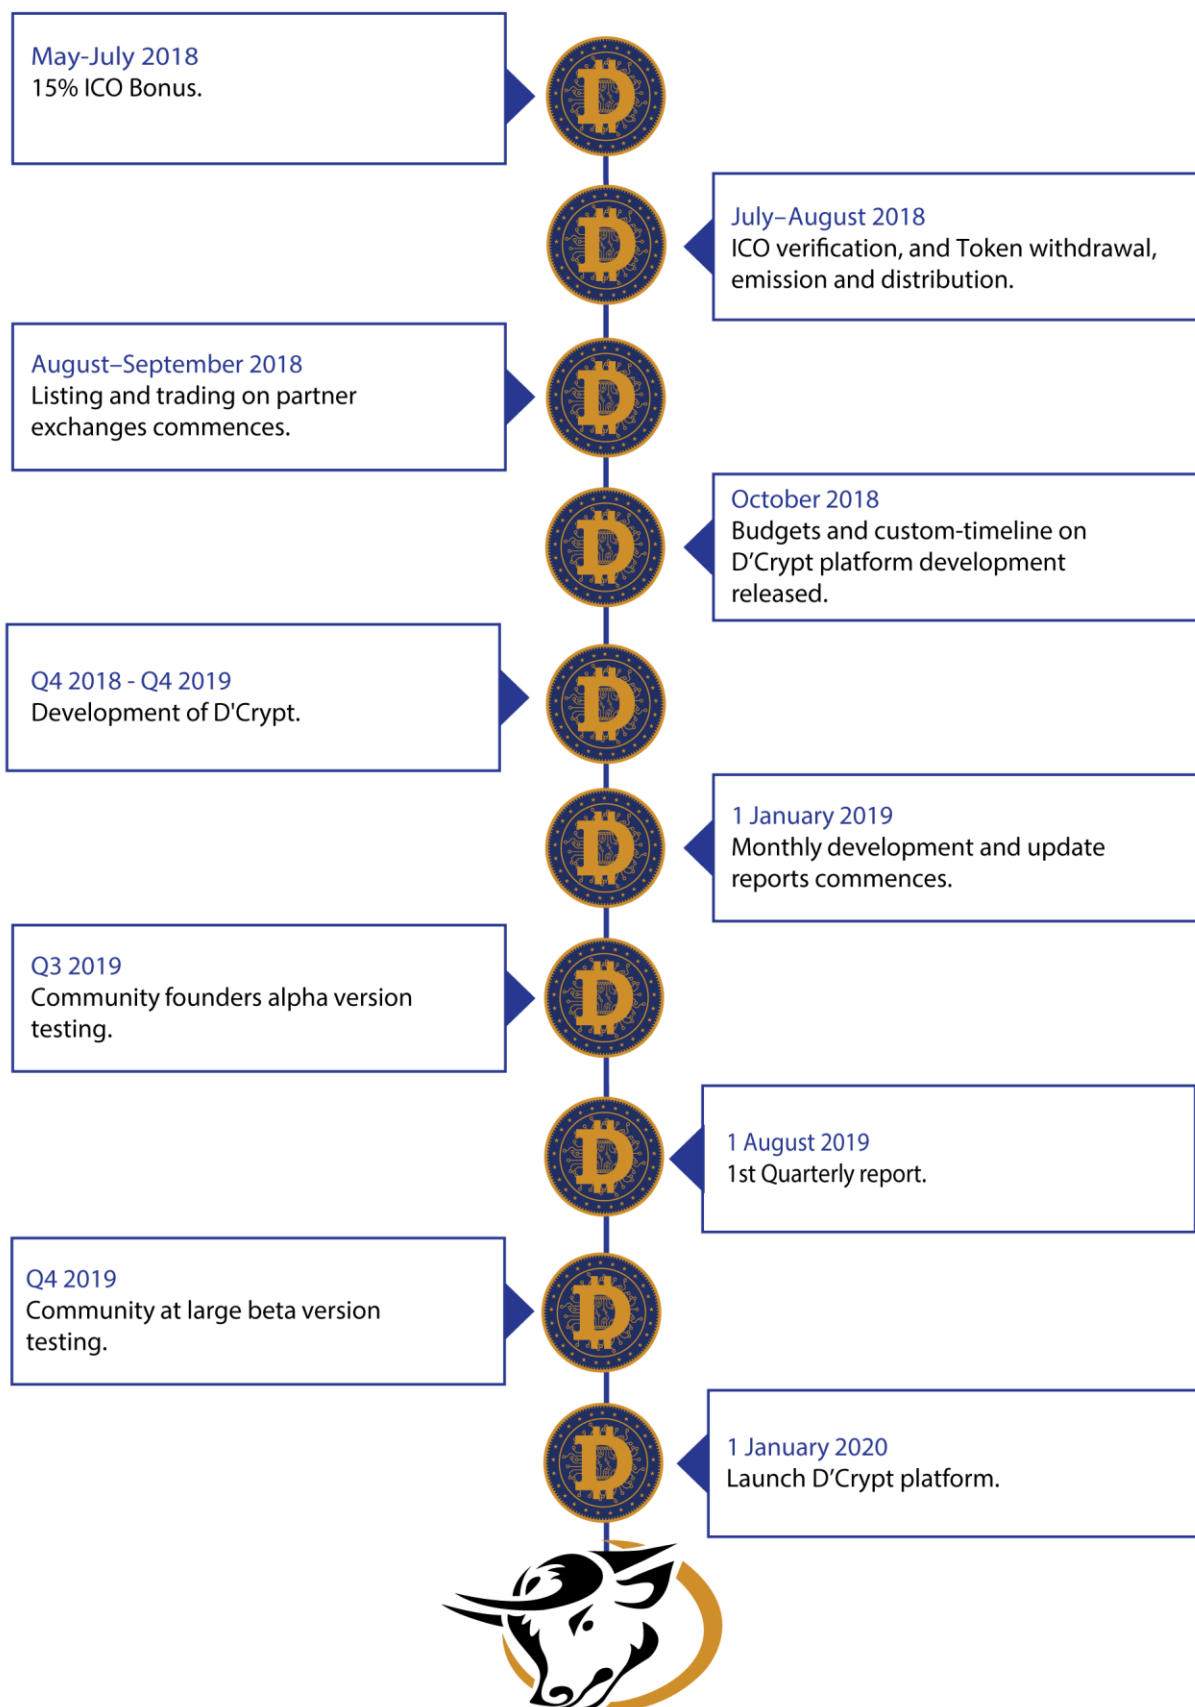 May-July 2018
15% ICO Bonus.
July–August 2018
ICO verification, and Token withdrawal,
emission and distribution.
August–September 2018
Listing and trading on partner
exchanges commences.
October 2018
Budgets and custom-timeline on
D’Crypt platform development
released.
Q4 2018 - Q4 2019
Development of D'Crypt.
1 January 2019
Monthly development and update
reports commences.
Q3 2019
Community founders alpha version
testing.
1 August 2019
1st Quarterly report.
Q4 2019
Community at large beta version
testing.
1 January 2020
Launch D’Crypt platform.